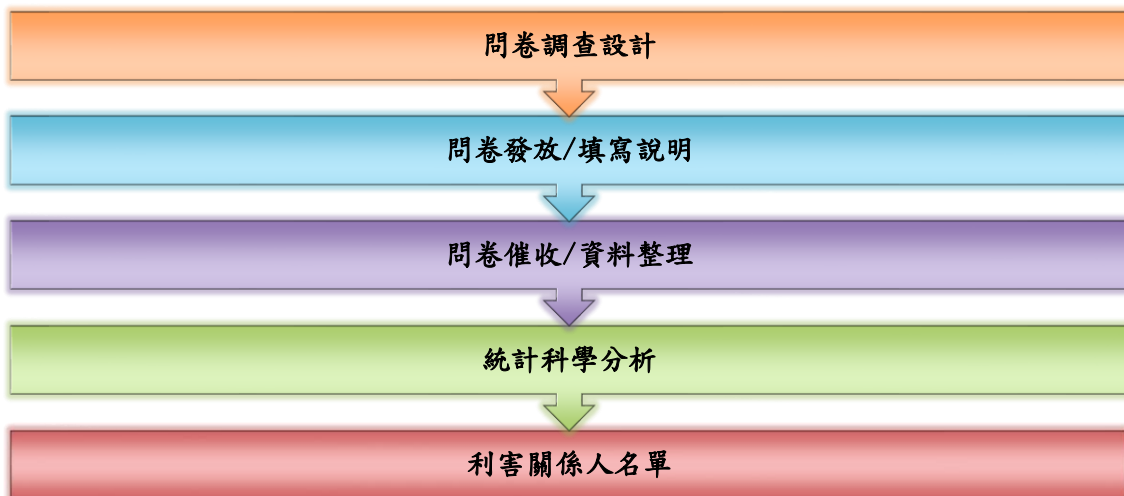 問卷調查設計
問卷發放/填寫說明
問卷催收/資料整理
統計科學分析
利害關係人名單